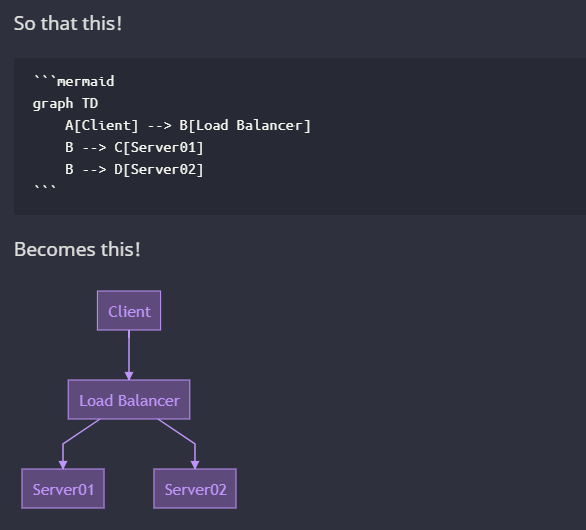 So that this!
```mermaid
graph TD
    A[Client] --> B[Load Balancer]
    B --> C[Server01]
    B --> D[Server02]
```
Becomes this!
Client
Load Balancer
Server01 Server02